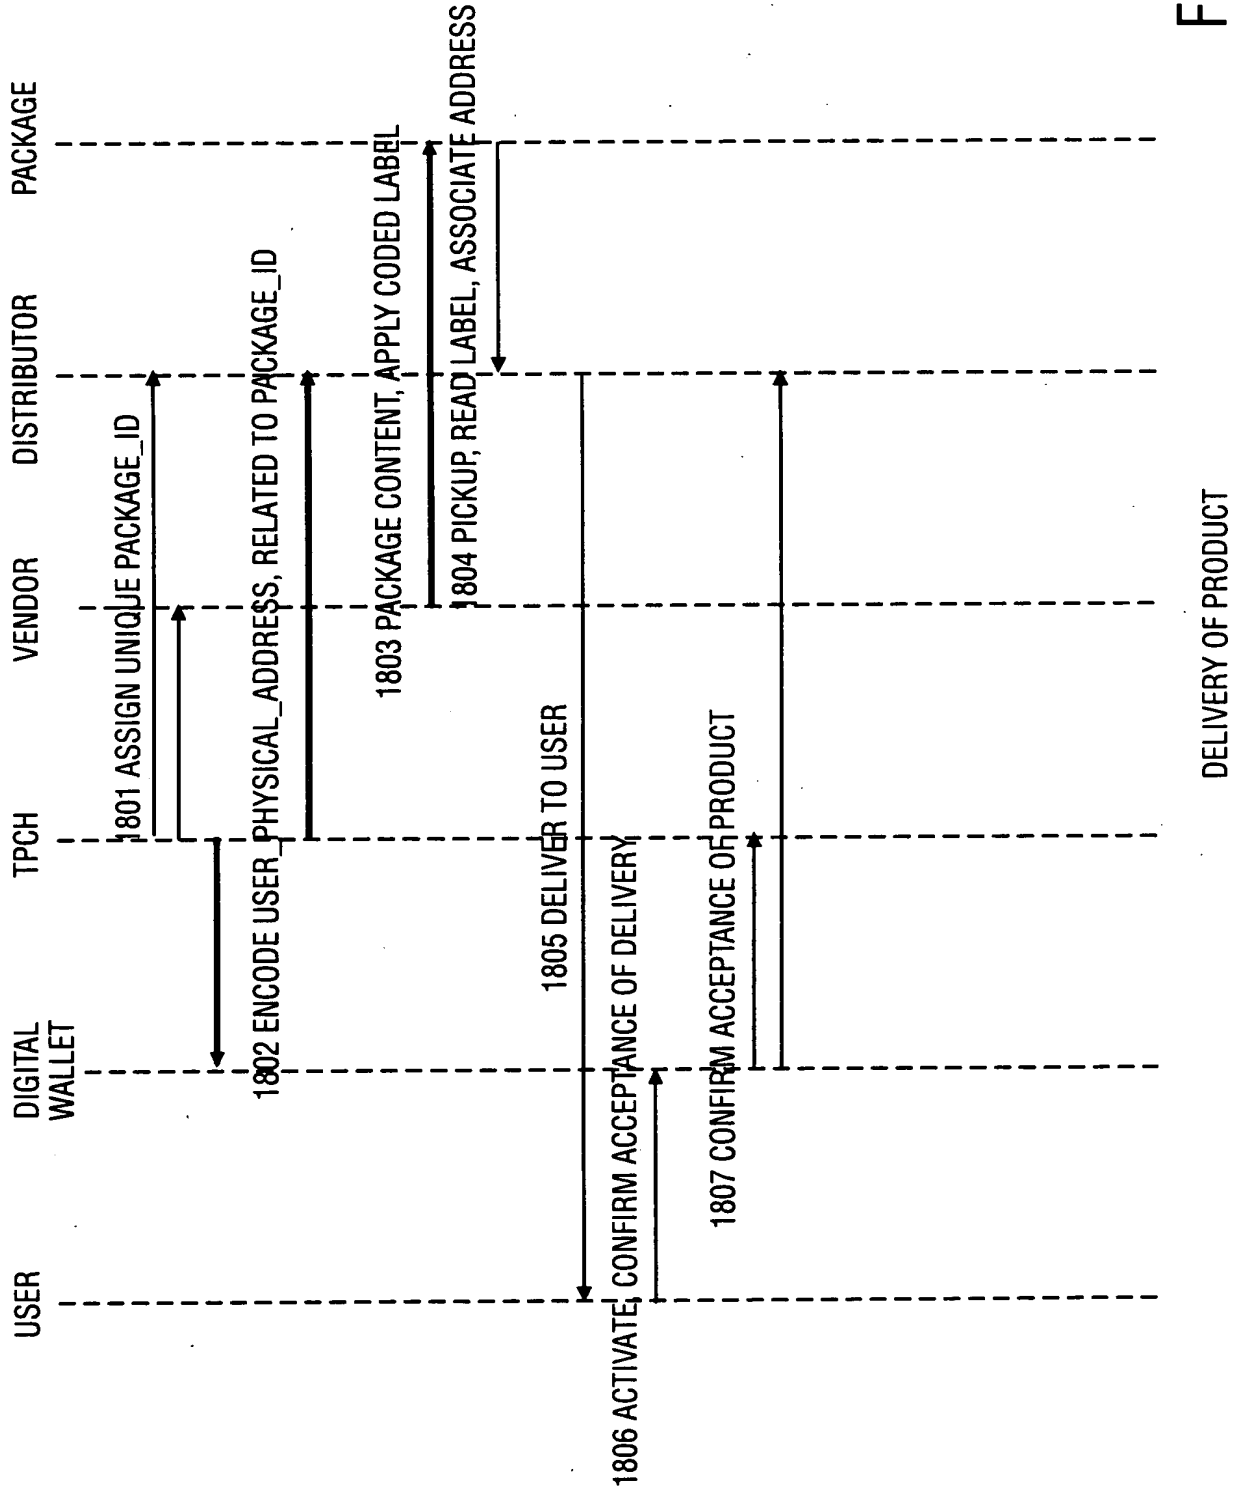 USER
DIGITAL
WALLET
TPCH
VENDOR
DISTRIBUTOR
PACKAGE
1801 ASSIGN UNIQUE PACKAGE_ID
1802 ENCODE USER_PHYSICAL_ADDRESS, RELATED TO PACKAGE_ID
1803 PACKAGE CONTENT, APPLY CODED LABEL
1804 PICKUP, READ LABEL, ASSOCIATE ADDRESS
1805 DELIVER TO USER
1806 ACTIVATE, CONFIRM ACCEPTANCE OF DELIVERY
1807 CONFIRM ACCEPTANCE OF PRODUCT
DELIVERY OF PRODUCT
F